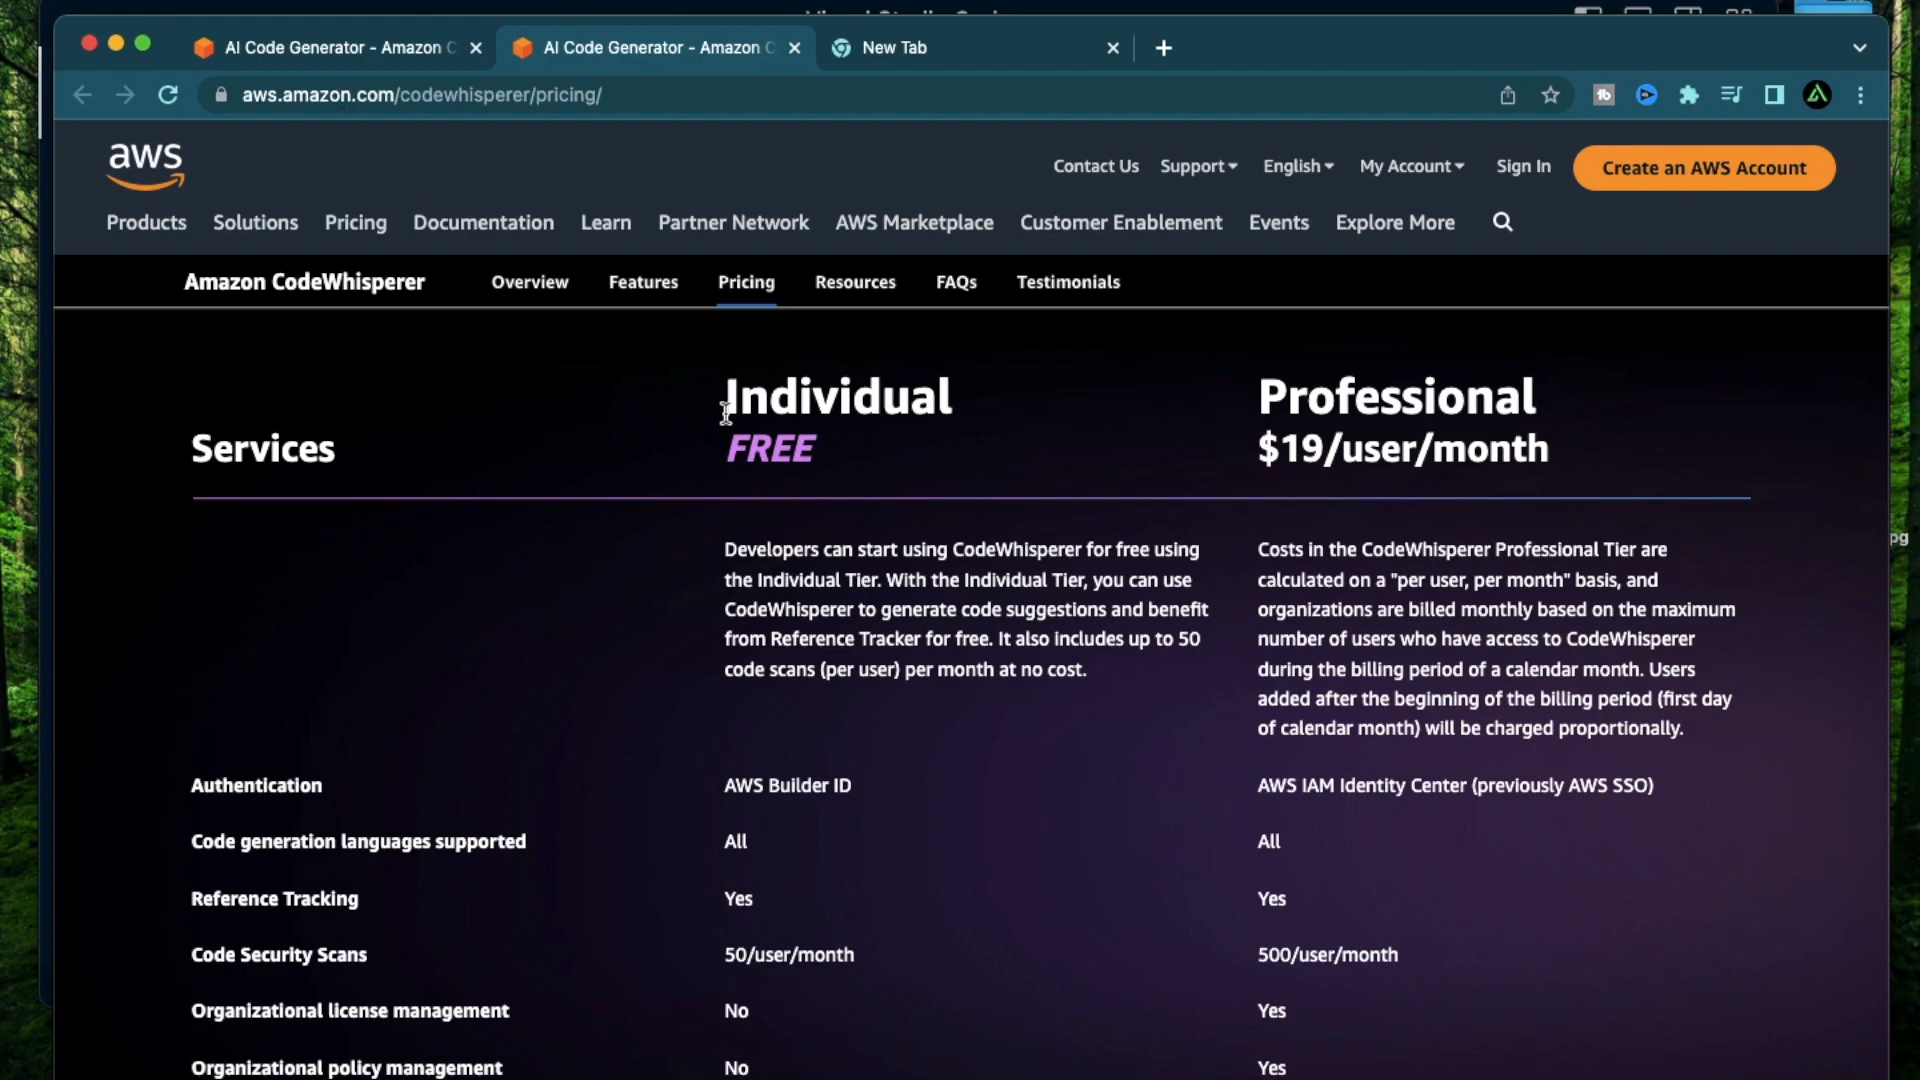 AI Code Generator - Amazon C
AI Code Generator - Amazon C
New Tab
aws.amazon.com/codewhisperer/pricing/
aws
Contact Us
Support
English
My Account
Sign In
Create an AWS Account
Products
Solutions
Pricing
Documentation
Learn
Partner Network
AWS Marketplace
Customer Enablement
Events
Explore More
Amazon CodeWhisperer
Overview
Features
Pricing
Resources
FAQs
Testimonials
Services
Individual
FREE
Professional
$19/user/month
Developers can start using CodeWhisperer for free using
the Individual Tier. With the Individual Tier, you can use
CodeWhisperer to generate code suggestions and benefit
from Reference Tracker for free. It also includes up to 50
code scans (per user) per month at no cost.
Costs in the CodeWhisperer Professional Tier are
calculated on a "per user, per month" basis, and
organizations are billed monthly based on the maximum
number of users who have access to CodeWhisperer
during the billing period of a calendar month. Users
added after the beginning of the billing period (first day
of calendar month) will be charged proportionally.
Authentication
AWS Builder ID
AWS IAM Identity Center (previously AWS SSO)
Code generation languages supported
All
All
Reference Tracking
Yes
Yes
Code Security Scans
50/user/month
500/user/month
Organizational license management
No
Yes
Organizational policy management
No
Yes
pg